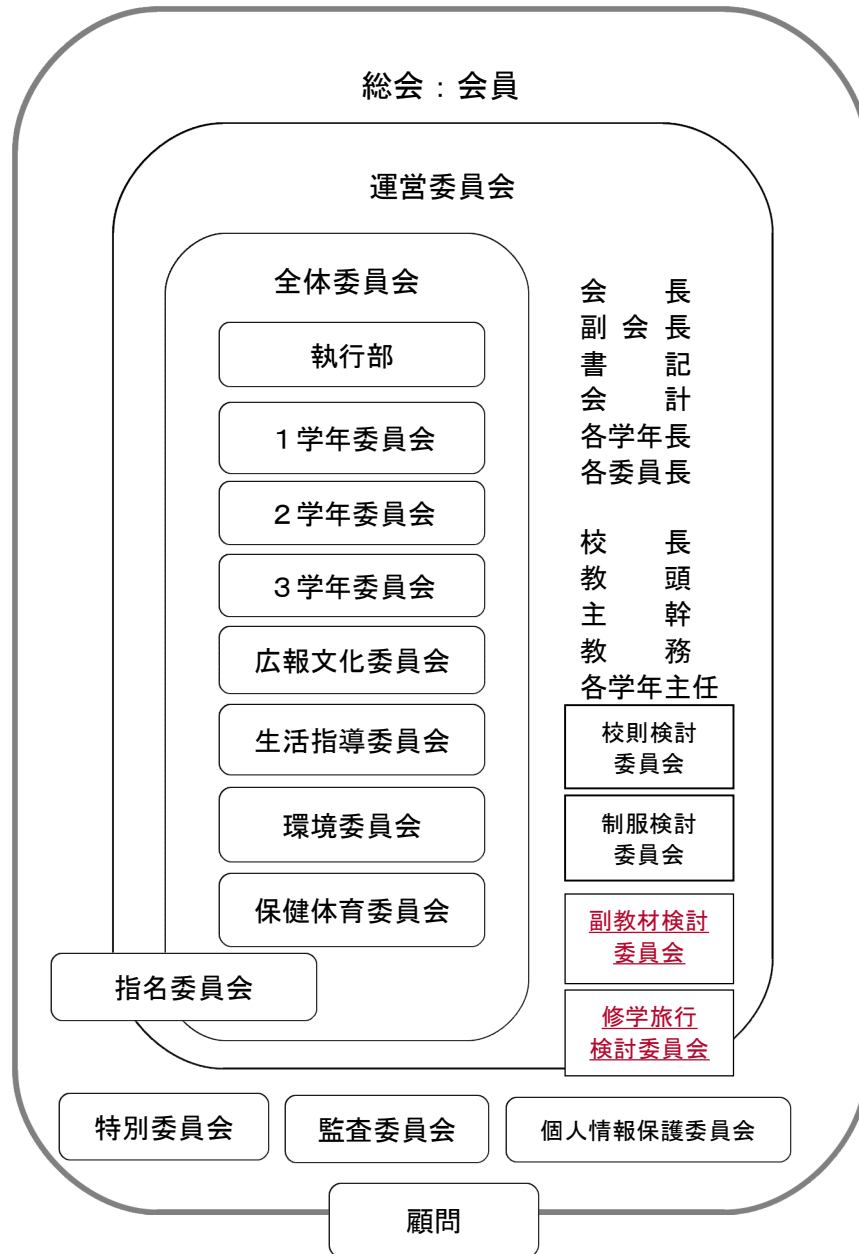 総会：会員
運営委員会
全体委員会
執行部
１学年委員会
２学年委員会
３学年委員会
広報文化委員会
生活指導委員会
環境委員会
保健体育委員会
指名委員会
会　　長
副 会 長
書　　記
会　　計
各学年長
各委員長
校　　長
教　　頭
主　　幹
教　　務
各学年主任
校則検討
委員会
制服検討
委員会
副教材検討
委員会
修学旅行
検討委員会
特別委員会
監査委員会
個人情報保護委員会
顧問